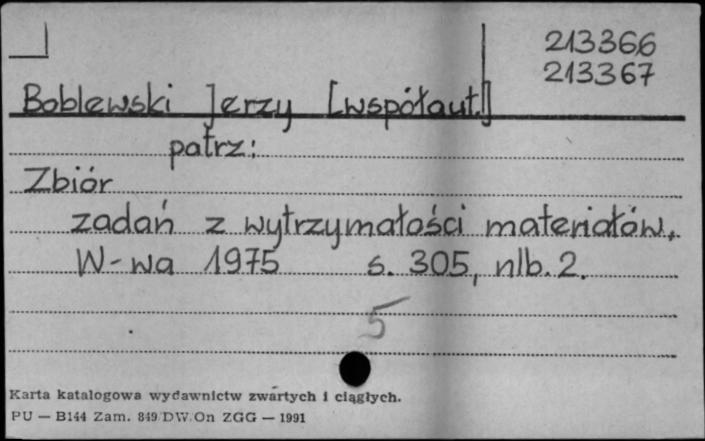 213366
213367
Boblewski Jerzy [współaut.]
patrz:
Zbiór
zadań z wytrzymałości materiałów.
W-wa 1975 s. 305, nlb. 2.
5
Karta katalogowa wydawnictw zwartych i ciągłych.
PU — B144 Zam. 849/DW/On ZGG — 1991